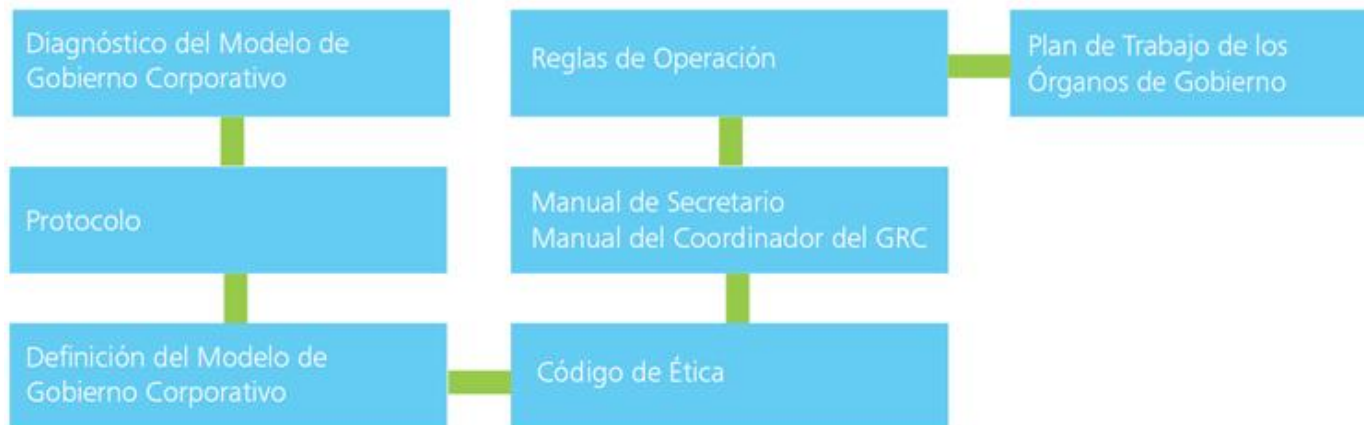 Diagnóstico del Modelo de
Gobierno Corporativo
Protocolo
Definición del Modelo de
Gobierno Corporativo
Código de Ética
Manual de Secretario
Manual del Coordinador del GRC
Reglas de Operación
Plan de Trabajo de los
Órganos de Gobierno